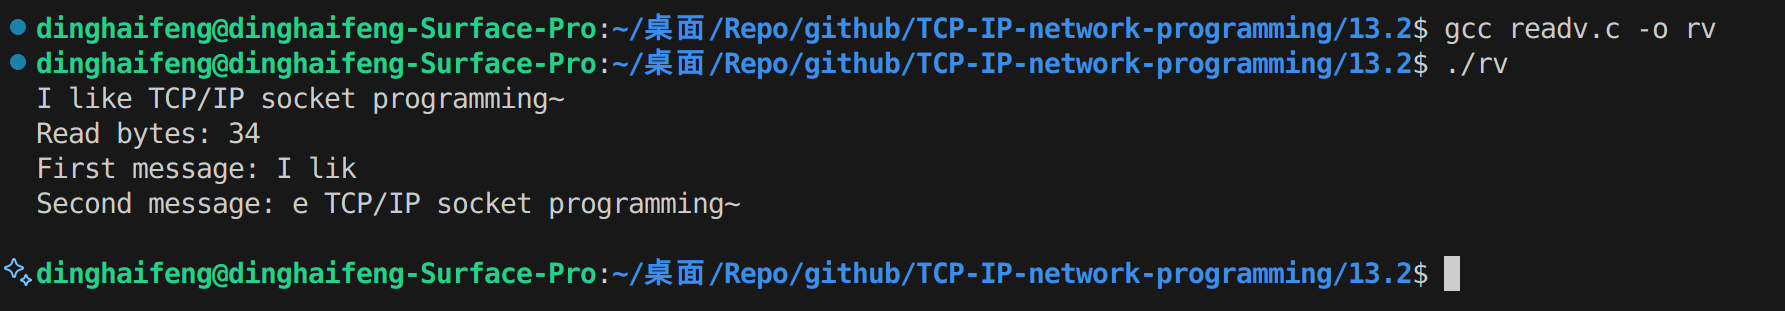 dinghaifeng@dinghaifeng-Surface-Pro:~/桌面/Repo/github/TCP-IP-network-programming/13.2$ gcc readv.c -o rv
dinghaifeng@dinghaifeng-Surface-Pro:~/桌面/Repo/github/TCP-IP-network-programming/13.2$ ./rv
I like TCP/IP socket programming~
Read bytes: 34
First message: I lik
Second message: e TCP/IP socket programming~
dinghaifeng@dinghaifeng-Surface-Pro:~/桌面/Repo/github/TCP-IP-network-programming/13.2$